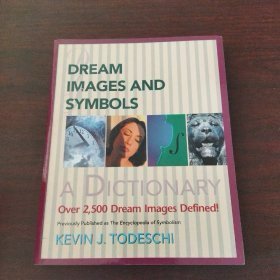 DREAM
IMAGES AND
SYMBOLS
A DICTIONARY
Over 2,500 Dream Images Defined!
Previously Published as The Encyclopedia of Symbolism
KEVIN J. TODESCHI